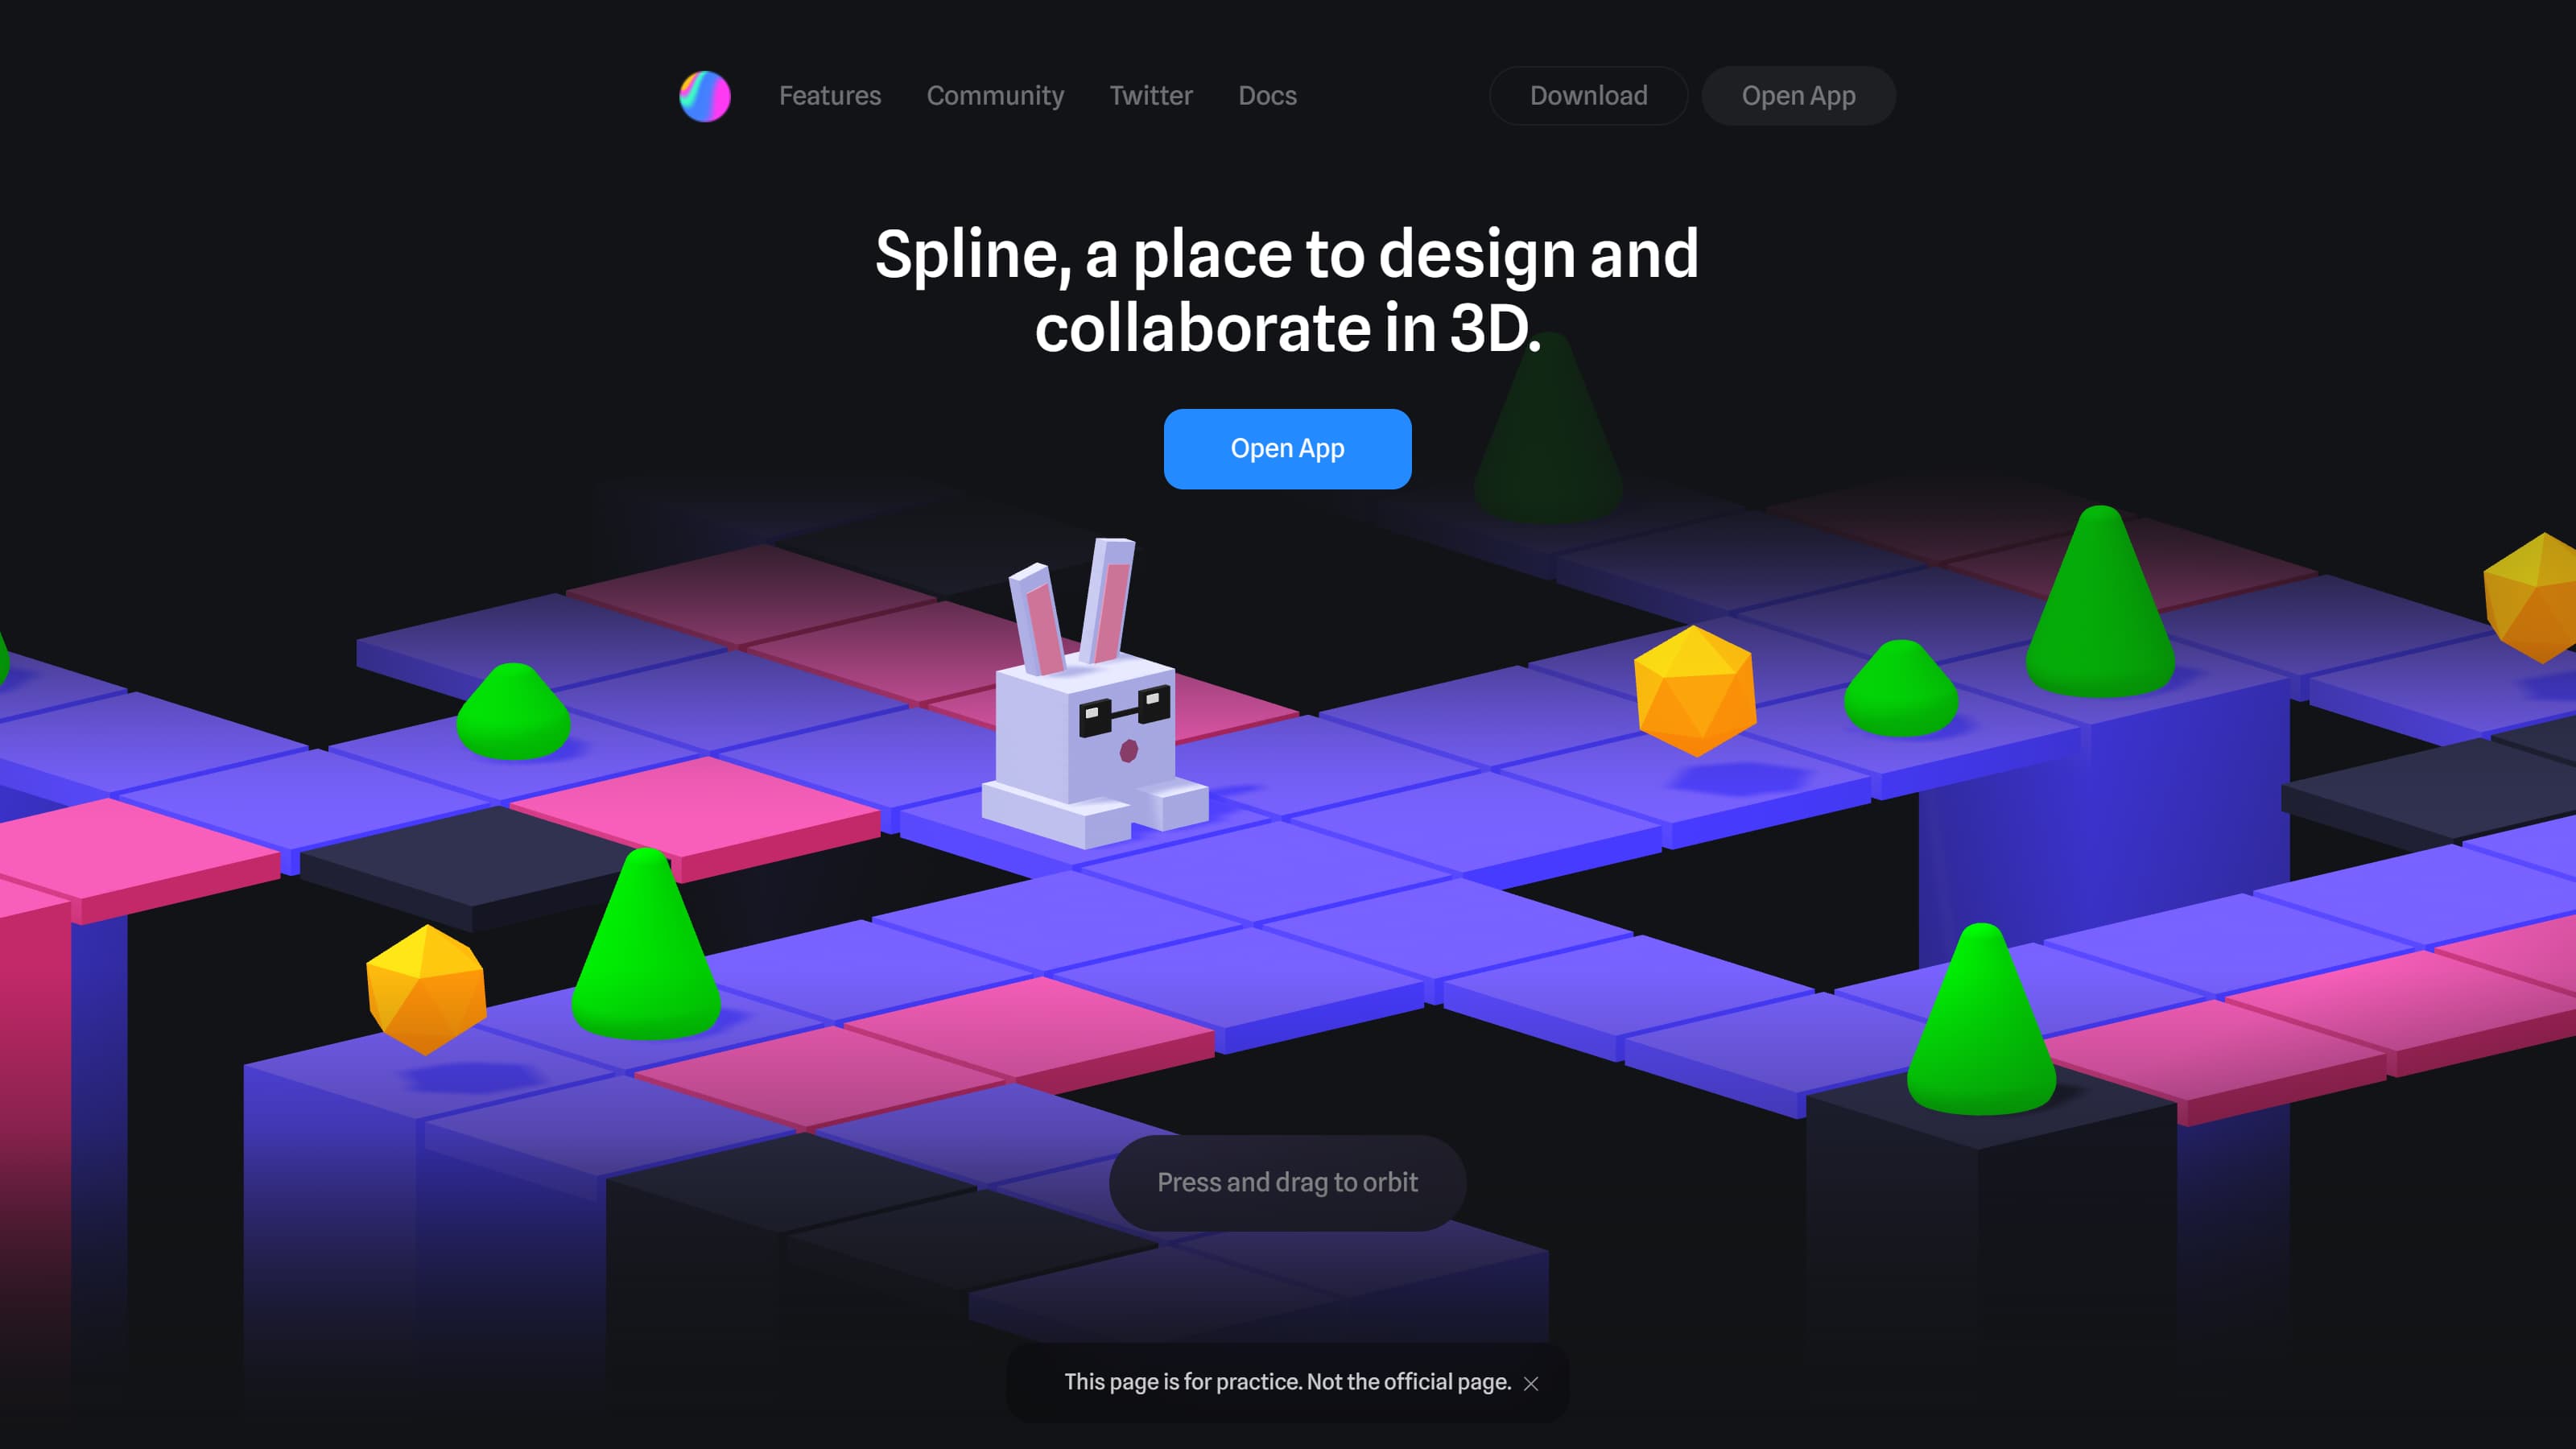 Features Community Twitter Docs Download Open App
Spline, a place to design and
collaborate in 3D.
Open App
Press and drag to orbit
This page is for practice. Not the official page.